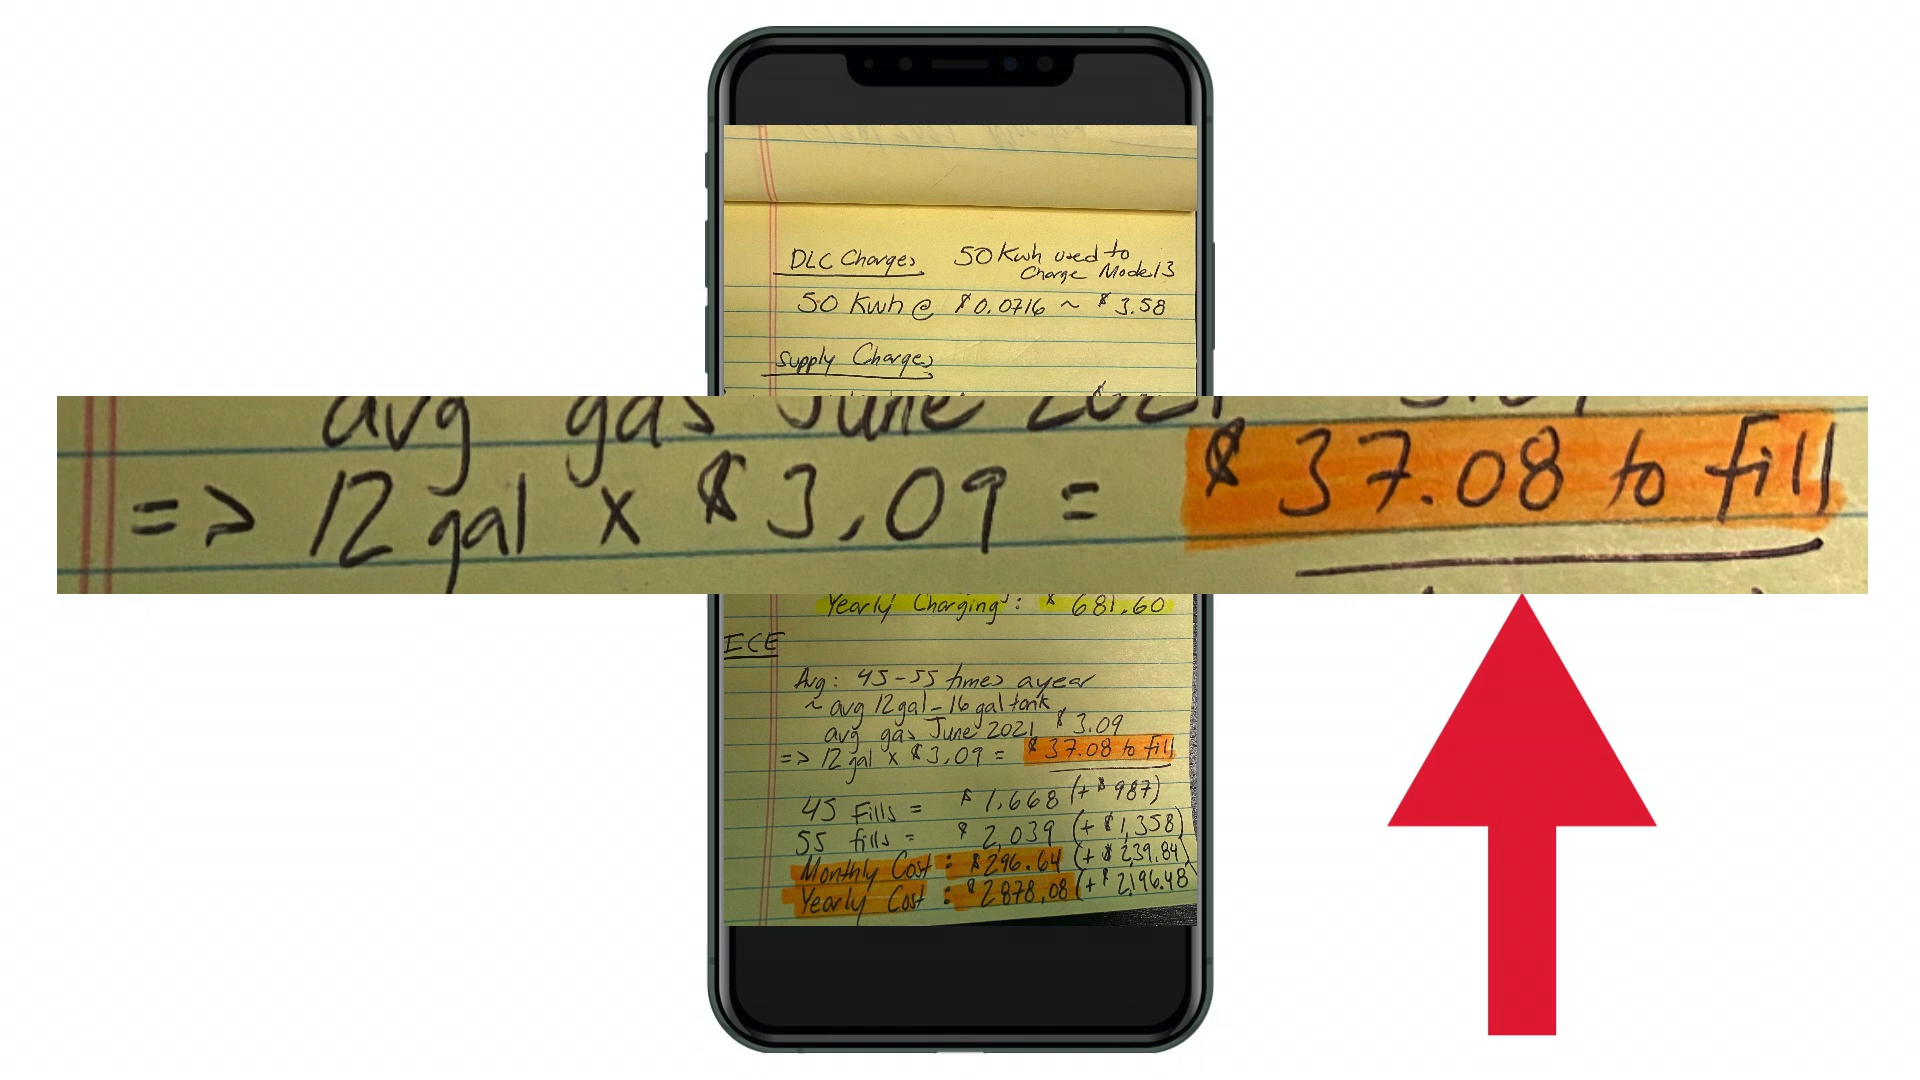 DLC Charges 50 Kwh used to
Charge Model 3
50 Kwh @ $0.0716 ~ $3.58
Supply Charges
avg gas June 2021
=> 12 gal x $3.09 = $37.08 to fill
Yearly Charging: $681.60
ICE
Avg: 45-55 times a year
~ avg 12 gal - 16 gal tank
avg gas June 2021 $3.09
=> 12 gal x $3.09 = $37.08 to fill
45 Fills = $1,668 (+$987)
55 fills = $2,039 (+$1,358)
Monthly Cost: $296.64 (+$239.84)
Yearly Cost: $2878.08 (+$2,196.48